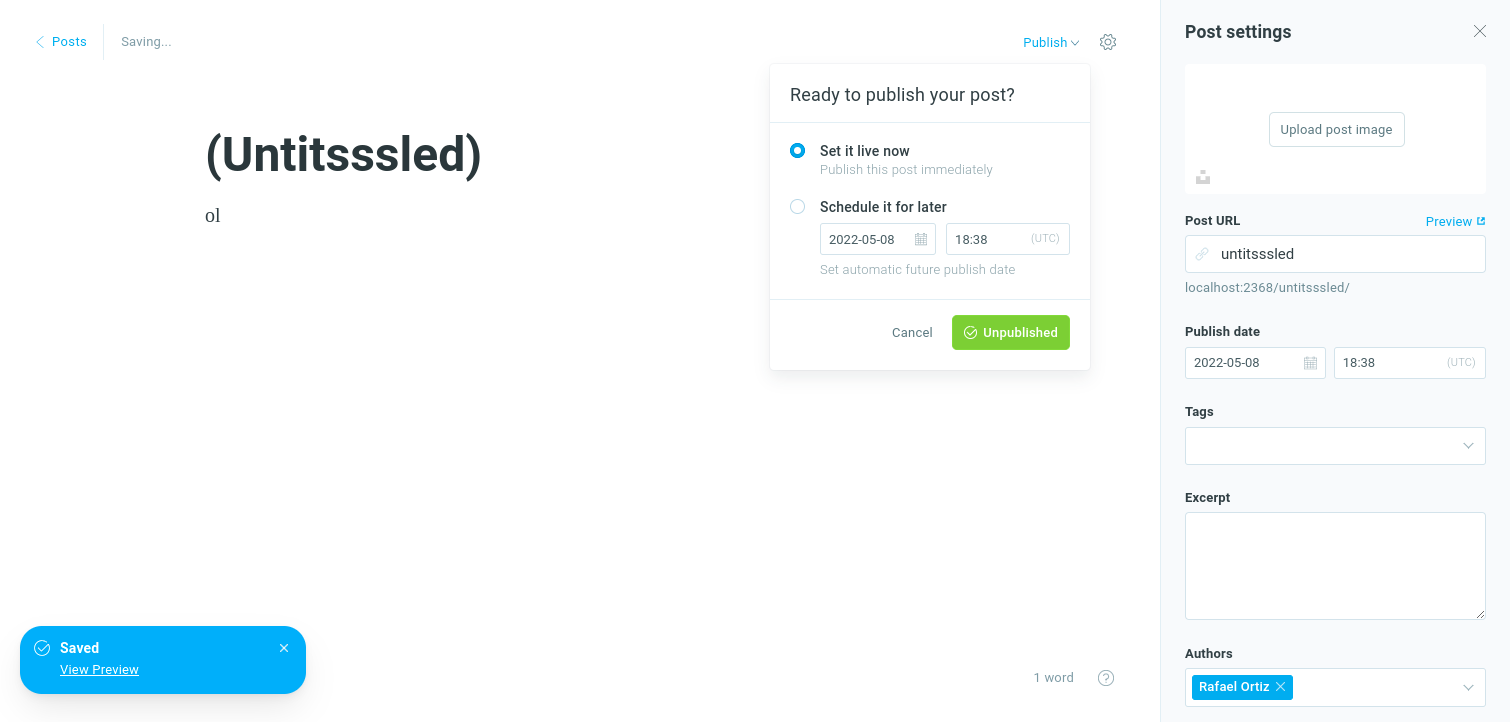 Posts
Saving...
Publish
Ready to publish your post?
Set it live now
Publish this post immediately
Schedule it for later
2022-05-08
18:38
(UTC)
Set automatic future publish date
Cancel
Unpublished
(Untitsssled)
ol
Saved
View Preview
1 word
Post settings
Upload post image
Post URL
Preview
untitsssled
localhost:2368/untitsssled/
Publish date
2022-05-08
18:38
(UTC)
Tags
Excerpt
Authors
Rafael Ortiz